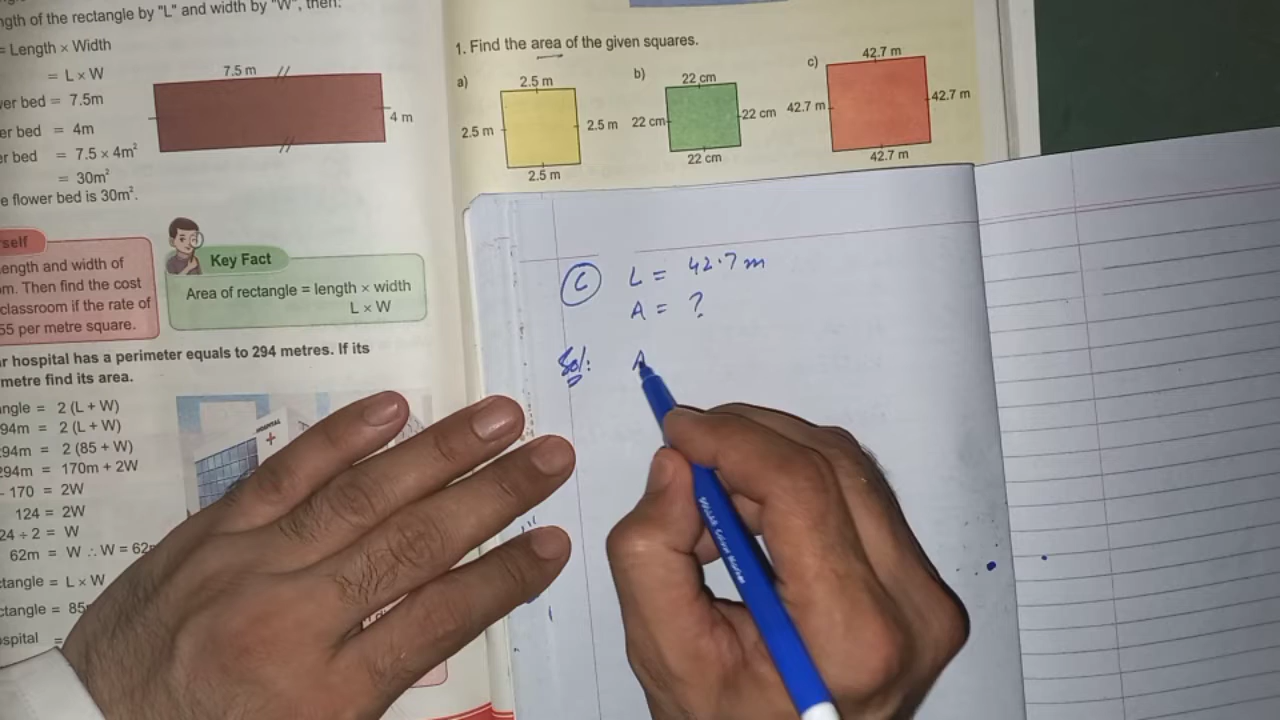 ngth of the rectangle by "L" and width by "W", then:
= Length × Width
= L × W
7.5 m
er bed = 7.5m
er bed = 4m
4 m
er bed = 7.5 × 4m²
= 30m²
e flower bed is 30m².
self
ength and width of
m. Then find the cost
classroom if the rate of
55 per metre square.
Key Fact
Area of rectangle = length × width
L × W
r hospital has a perimeter equals to 294 metres. If its
metre find its area.
angle = 2 (L + W)
94m = 2 (L + W)
94m = 2 (85 + W)
294m = 170m + 2W
- 170 = 2W
124 = 2W
24 ÷ 2 = W
62m = W ∴ W = 62
ctangle = L × W
ctangle = 85
spital =
HOSPITAL
1. Find the area of the given squares.
a)
2.5 m
2.5 m
2.5 m
2.5 m
b)
22 cm
22 cm
22 cm
22 cm
c)
42.7 m
42.7 m
42.7 m
42.7 m
C L = 42.7 m
A = ?
Sol: A